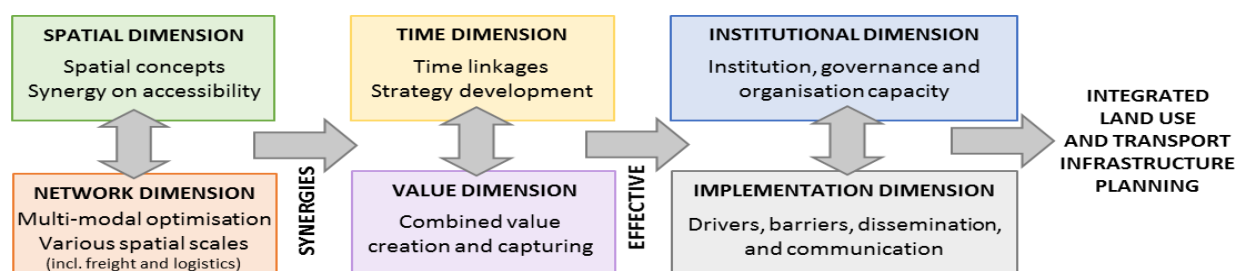 SPATIAL DIMENSION
Spatial concepts
Synergy on accessibility
NETWORK DIMENSION
Multi-modal optimisation
Various spatial scales
(incl. freight and logistics)
SYNERGIES
TIME DIMENSION
Time linkages
Strategy development
VALUE DIMENSION
Combined value
creation and capturing
EFFECTIVE
INSTITUTIONAL DIMENSION
Institution, governance and
organisation capacity
IMPLEMENTATION DIMENSION
Drivers, barriers, dissemination,
and communication
INTEGRATED
LAND USE
AND TRANSPORT
INFRASTRUCTURE
PLANNING